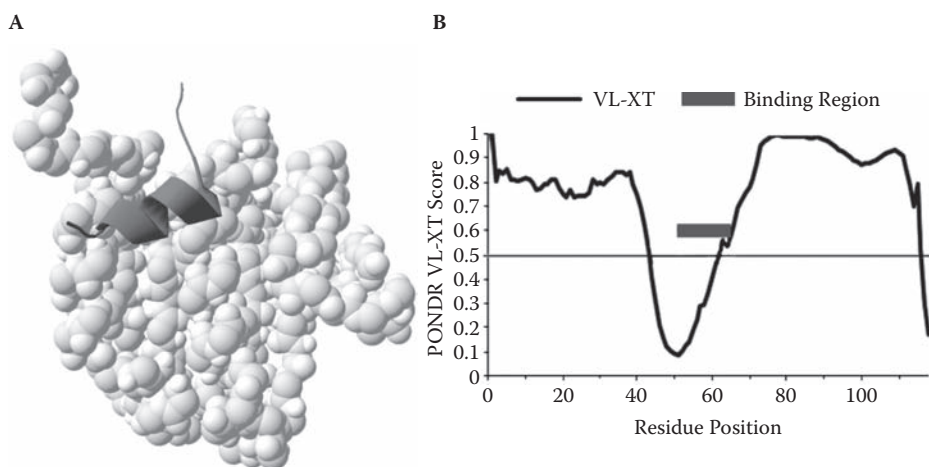 A
B
VL-XT Binding Region
PONDR VL-XT Score
1
0.9
0.8
0.7
0.6
0.5
0.4
0.3
0.2
0.1
0
0 20 40 60 80 100
Residue Position